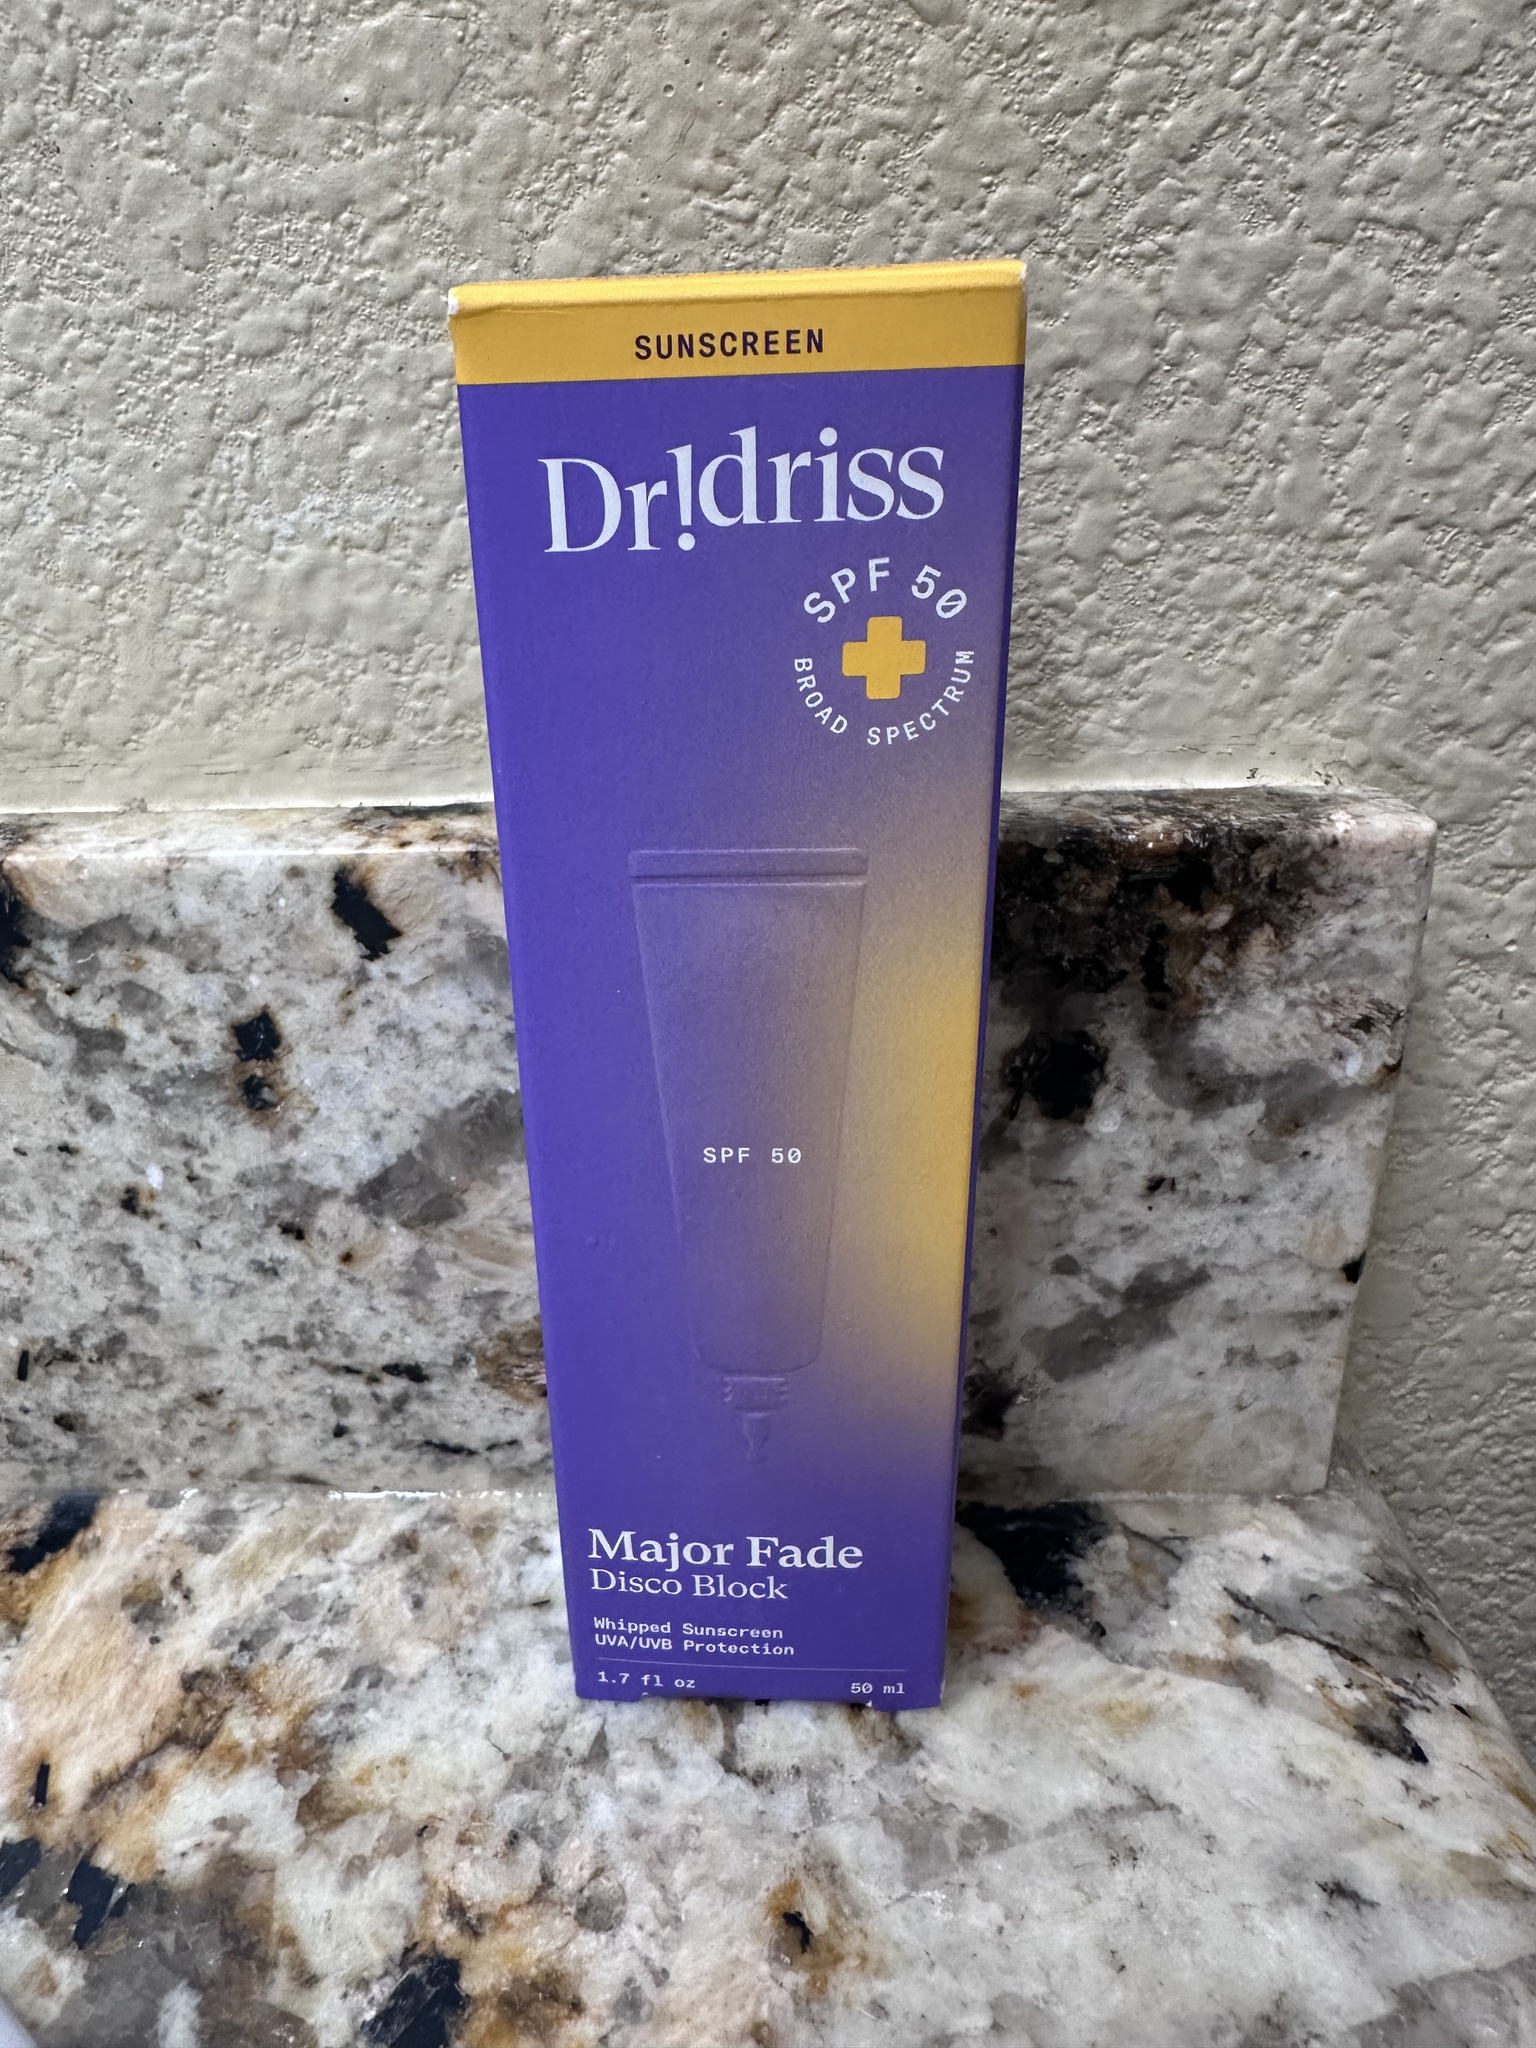 SUNSCREEN
Dr!driss
SPF 50
BROAD SPECTRUM
SPF 50
Major Fade
Disco Block
Whipped Sunscreen
UVA/UVB Protection
1.7 fl oz 50 ml